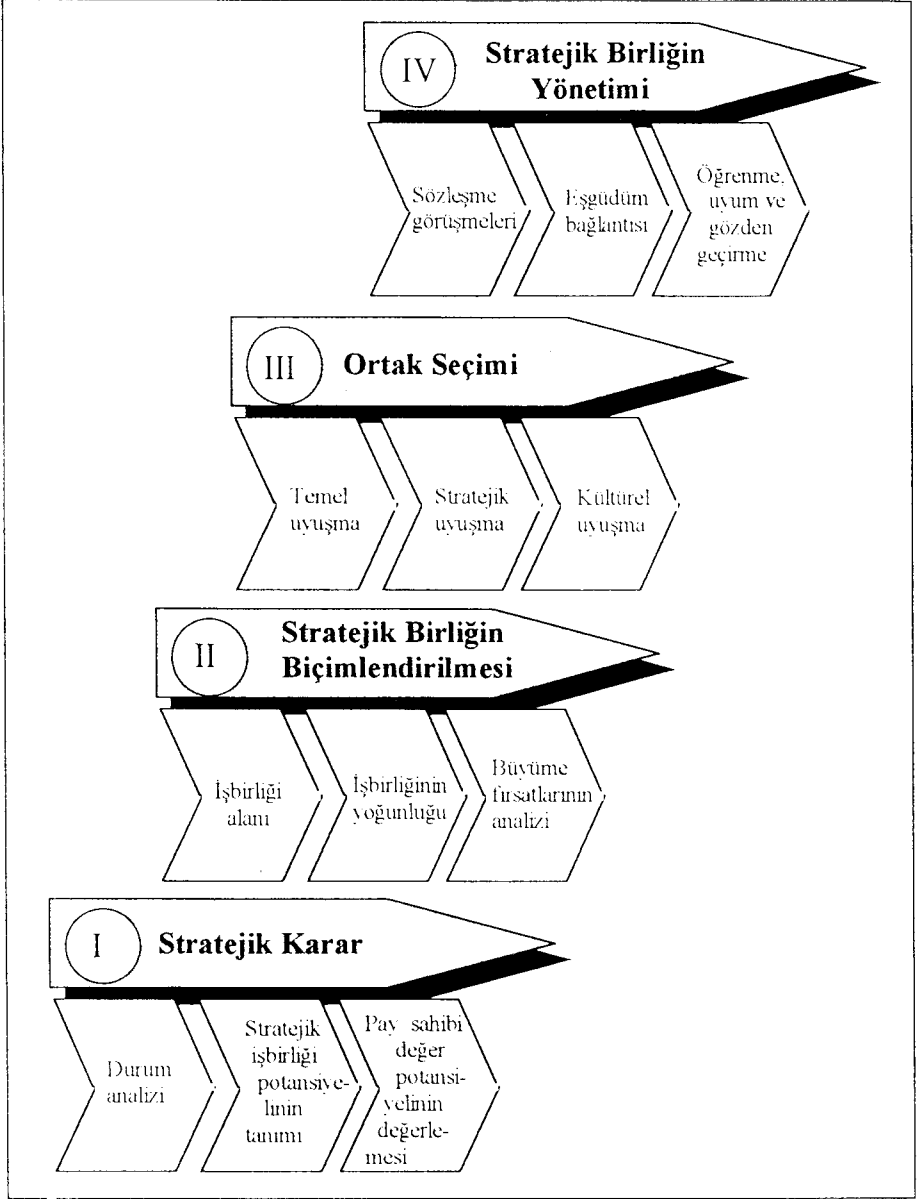 IV
Stratejik Birliğin
Yönetimi
Sözleşme
görüşmeleri
Eşgüdüm
bağlantısı
Öğrenme,
uyum ve
gözden
geçirme
III
Ortak Seçimi
Temel
uyuşma
Stratejik
uyuşma
Kültürel
uyuşma
II
Stratejik Birliğin
Biçimlendirilmesi
İşbirliği
alanı
İşbirliğinin
yoğunluğu
Büyüme
fırsatlarının
analizi
I
Stratejik Karar
Durum
analizi
Stratejik
işbirliği
potansiye-
linin
tanımı
Pay sahibi
değer
potansi-
yelinin
değerle-
mesi